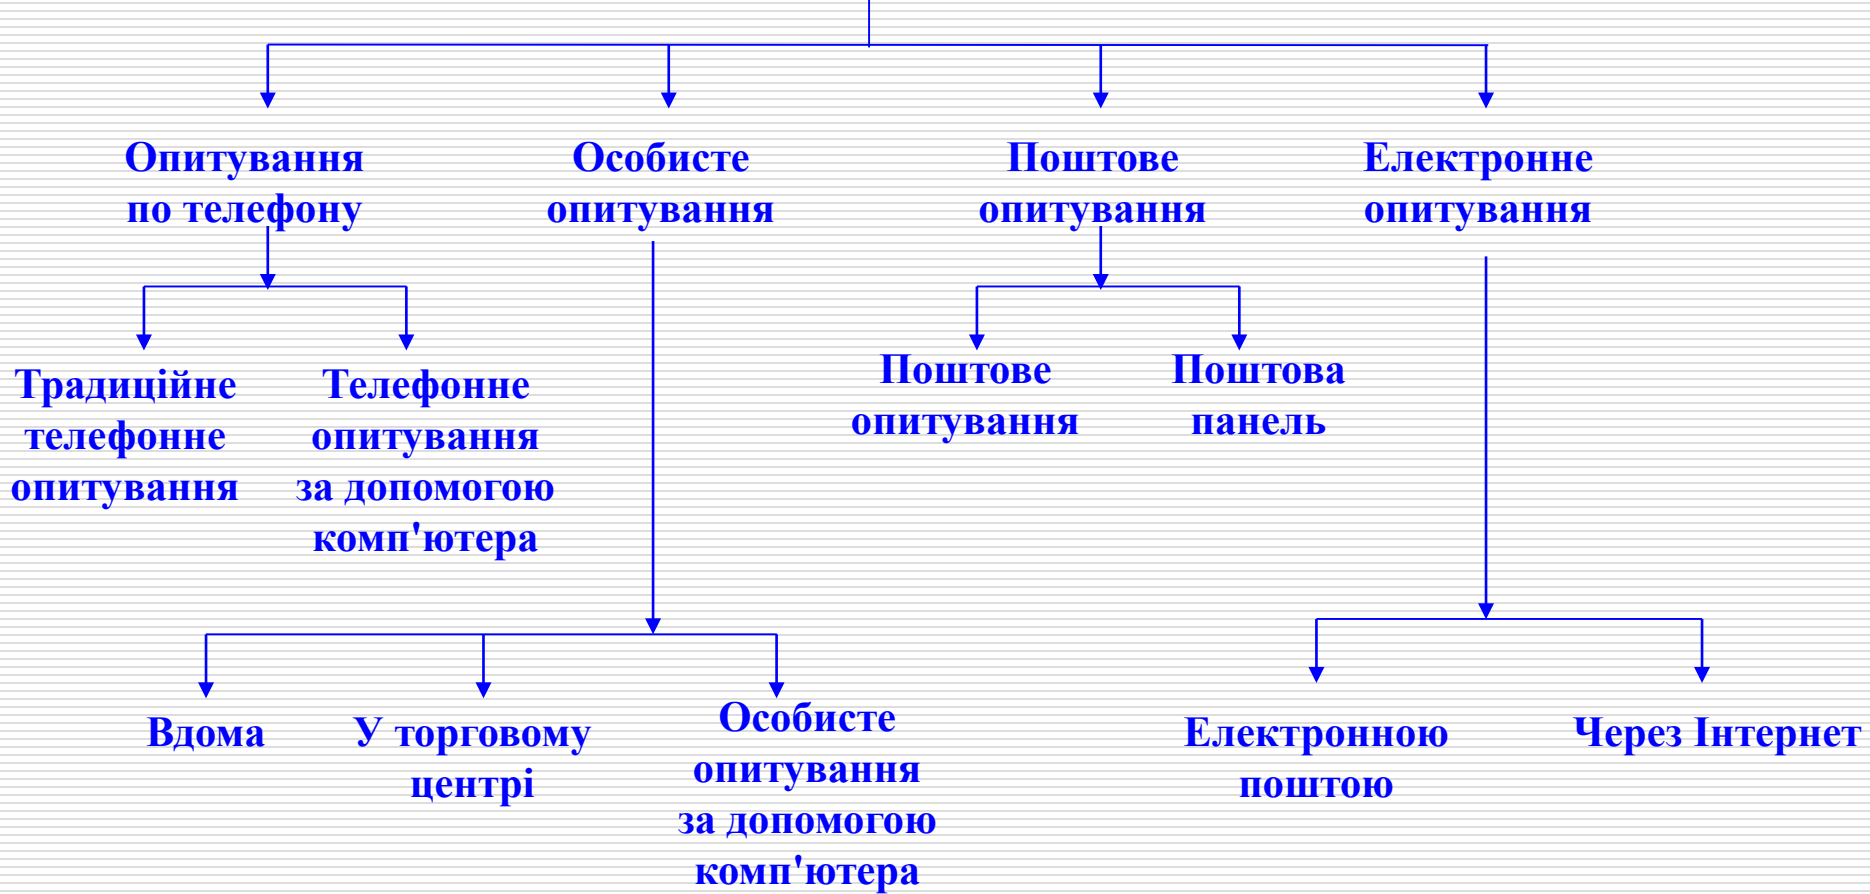 Опитування
по телефону
Особисте
опитування
Поштове
опитування
Електронне
опитування
Традиційне
телефонне
опитування
Телефонне
опитування
за допомогою
комп'ютера
Поштове
опитування
Поштова
панель
Вдома
У торговому
центрі
Особисте
опитування
за допомогою
комп'ютера
Електронною
поштою
Через Інтернет